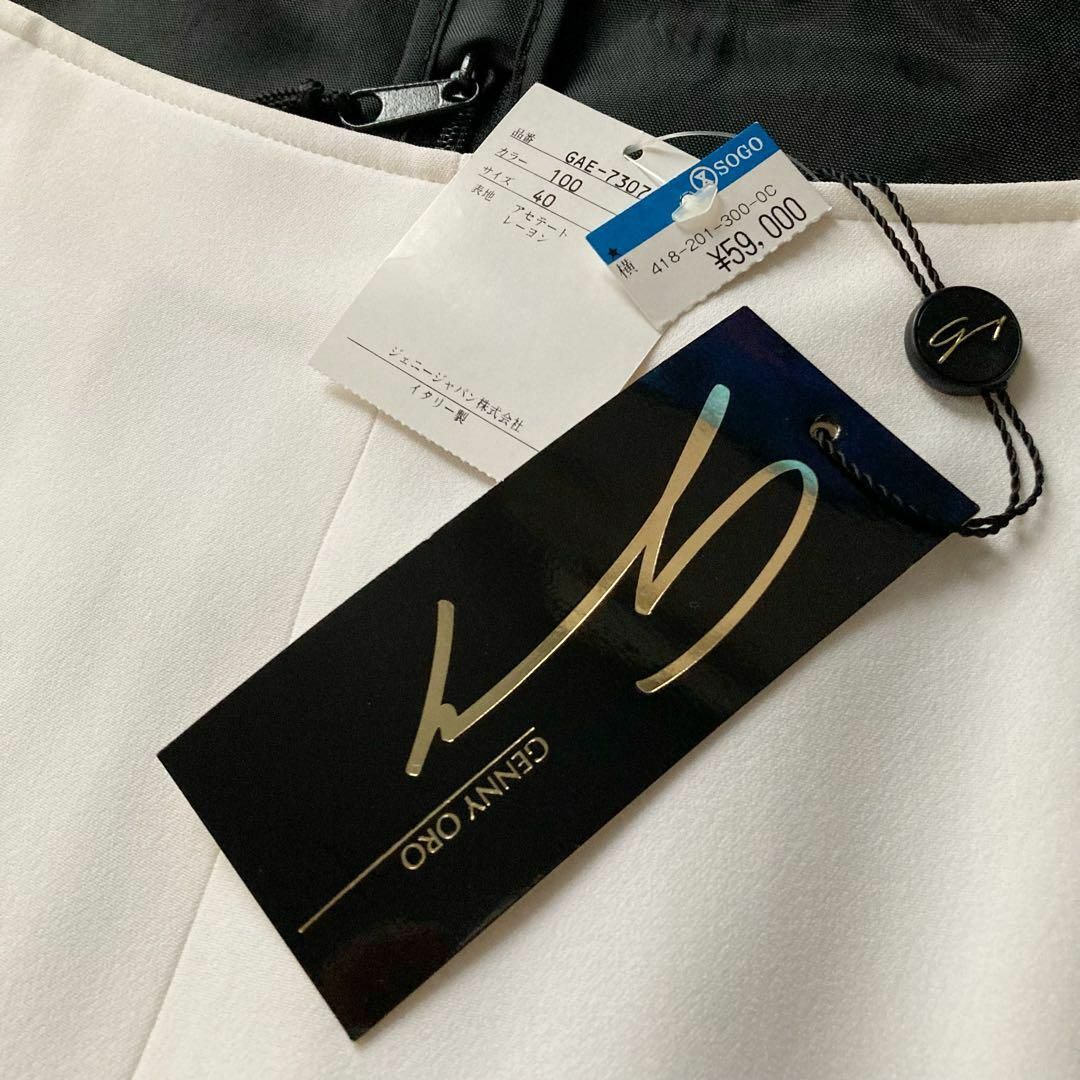 品番 GAE-7307
カラー 100
サイズ 40
表地 アセテート
レーヨン
ジェニージャパン株式会社
イタリー製
SOGO
★
横 418-201-300-0C
¥59,000
GENNY ORO